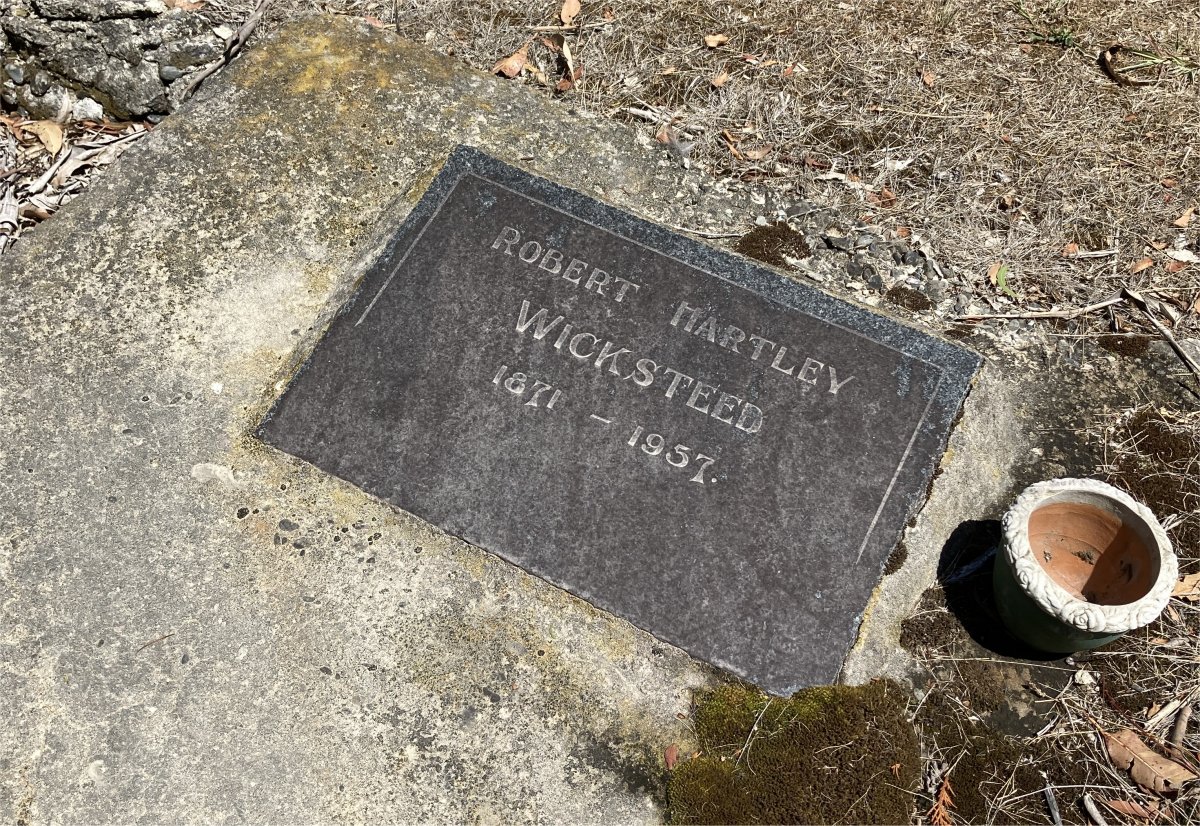 ROBERT HARTLEY
WICKSTEED
1871 – 1957.